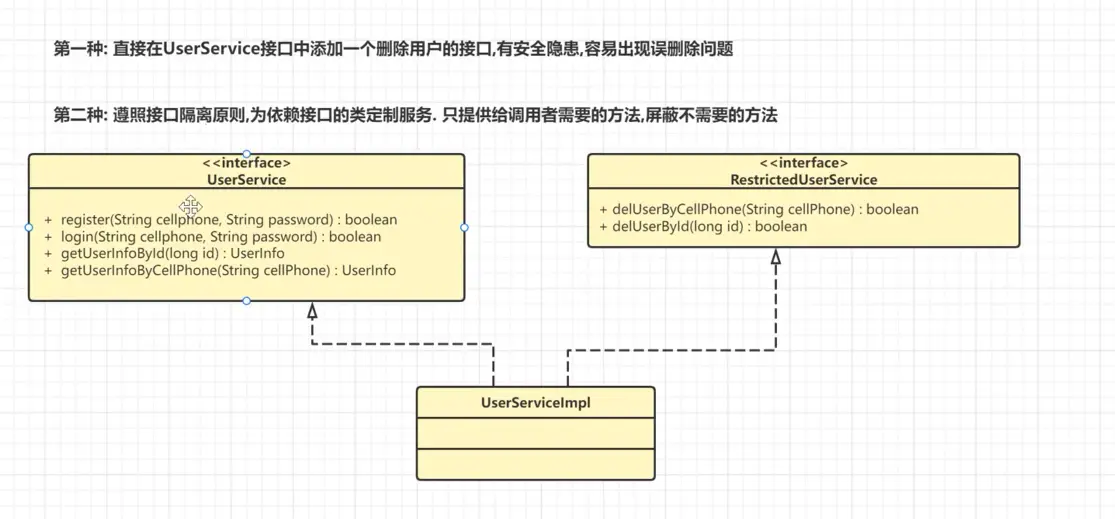 第一种: 直接在UserService接口中添加一个删除用户的接口,有安全隐患,容易出现误删除问题
第二种: 遵照接口隔离原则,为依赖接口的类定制服务. 只提供给调用者需要的方法,屏蔽不需要的方法
<<interface>
UserService
+ register(String cellphone, String password) : boolean
+ login(String cellphone, String password) : boolean
+ getUserInfoById(long id) : UserInfo
+ getUserInfoByCellPhone(String cellPhone) : UserInfo
<<interface>
RestrictedUserService
+ delUserByCellPhone(String cellPhone) : boolean
+ delUserById(long id) : boolean
UserServiceImpl